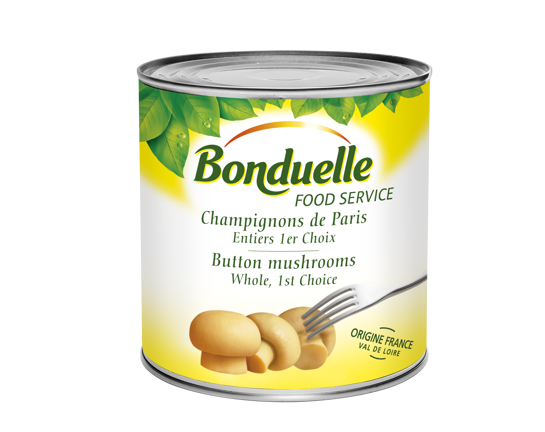 Bonduelle
FOOD SERVICE
Champignons de Paris
Entiers 1er Choix
Button mushrooms
Whole, 1st Choice
ORIGINE FRANCE
VAL DE LOIRE